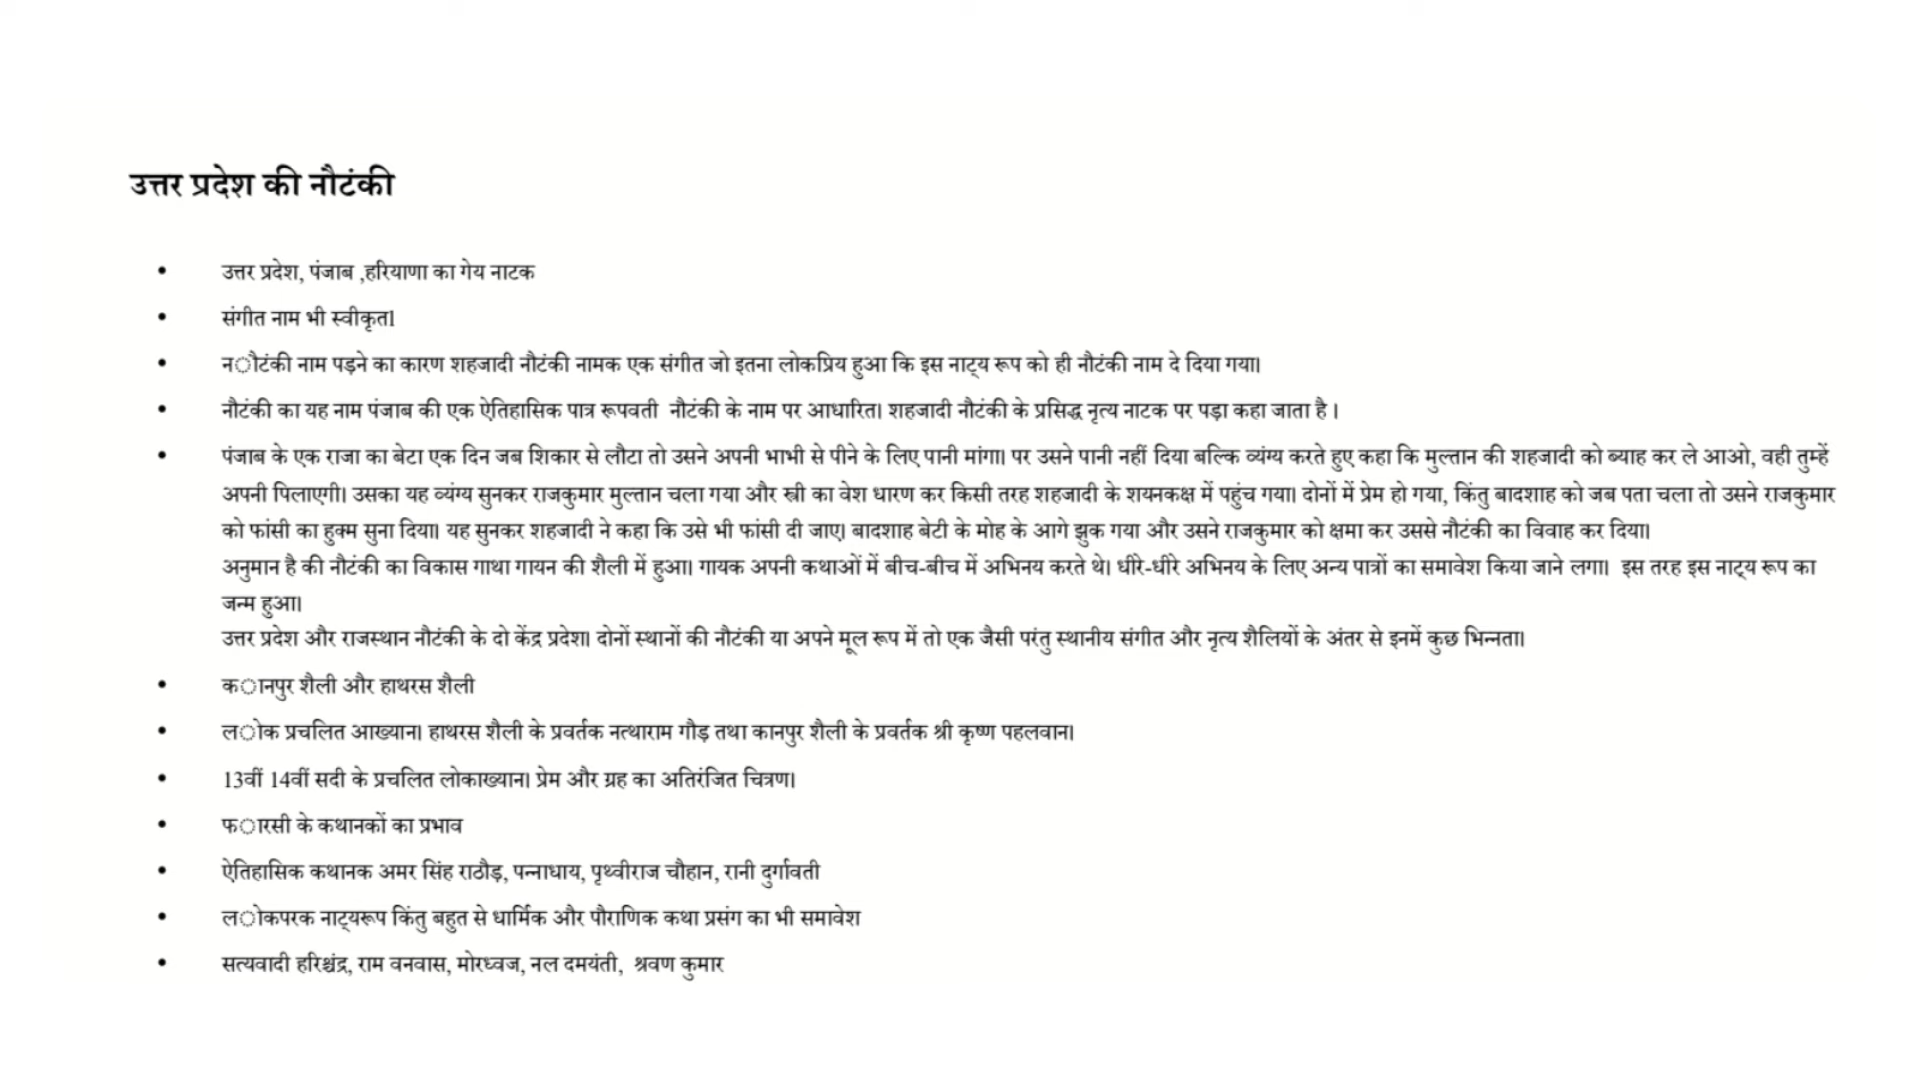 उत्तर प्रदेश की नौटंकी
• उत्तर प्रदेश, पंजाब ,हरियाणा का गेय नाटक
• संगीत नाम भी स्वीकृत।
• न ौटंकी नाम पड़ने का कारण शहजादी नौटंकी नामक एक संगीत जो इतना लोकप्रिय हुआ कि इस नाट्य रूप को ही नौटंकी नाम दे दिया गया।
• नौटंकी का यह नाम पंजाब की एक ऐतिहासिक पात्र रूपवती नौटंकी के नाम पर आधारित। शहजादी नौटंकी के प्रसिद्ध नृत्य नाटक पर पड़ा कहा जाता है ।
• पंजाब के एक राजा का बेटा एक दिन जब शिकार से लौटा तो उसने अपनी भाभी से पीने के लिए पानी मांगा। पर उसने पानी नहीं दिया बल्कि व्यंग्य करते हुए कहा कि मुल्तान की शहजादी को ब्याह कर ले आओ, वही तुम्हें
अपनी पिलाएगी। उसका यह व्यंग्य सुनकर राजकुमार मुल्तान चला गया और स्त्री का वेश धारण कर किसी तरह शहजादी के शयनकक्ष में पहुंच गया। दोनों में प्रेम हो गया, किंतु बादशाह को जब पता चला तो उसने राजकुमार
को फांसी का हुक्म सुना दिया। यह सुनकर शहजादी ने कहा कि उसे भी फांसी दी जाए। बादशाह बेटी के मोह के आगे झुक गया और उसने राजकुमार को क्षमा कर उससे नौटंकी का विवाह कर दिया।
अनुमान है की नौटंकी का विकास गाथा गायन की शैली में हुआ। गायक अपनी कथाओं में बीच-बीच में अभिनय करते थे। धीरे-धीरे अभिनय के लिए अन्य पात्रों का समावेश किया जाने लगा। इस तरह इस नाट्य रूप का
जन्म हुआ।
उत्तर प्रदेश और राजस्थान नौटंकी के दो केंद्र प्रदेश। दोनों स्थानों की नौटंकी या अपने मूल रूप में तो एक जैसी परंतु स्थानीय संगीत और नृत्य शैलियों के अंतर से इनमें कुछ भिन्नता।
• क ानपुर शैली और हाथरस शैली
• ल ोक प्रचलित आख्यान। हाथरस शैली के प्रवर्तक नत्थाराम गौड़ तथा कानपुर शैली के प्रवर्तक श्री कृष्ण पहलवान।
• 13वीं 14वीं सदी के प्रचलित लोकाख्यान। प्रेम और ग्रह का अतिरंजित चित्रण।
• फ ारसी के कथानकों का प्रभाव
• ऐतिहासिक कथानक अमर सिंह राठौड़, पन्नाधाय, पृथ्वीराज चौहान, रानी दुर्गावती
• ल ोकपरक नाट्यरूप किंतु बहुत से धार्मिक और पौराणिक कथा प्रसंग का भी समावेश
• सत्यवादी हरिश्चंद्र, राम वनवास, मोरध्वज, नल दमयंती, श्रवण कुमार